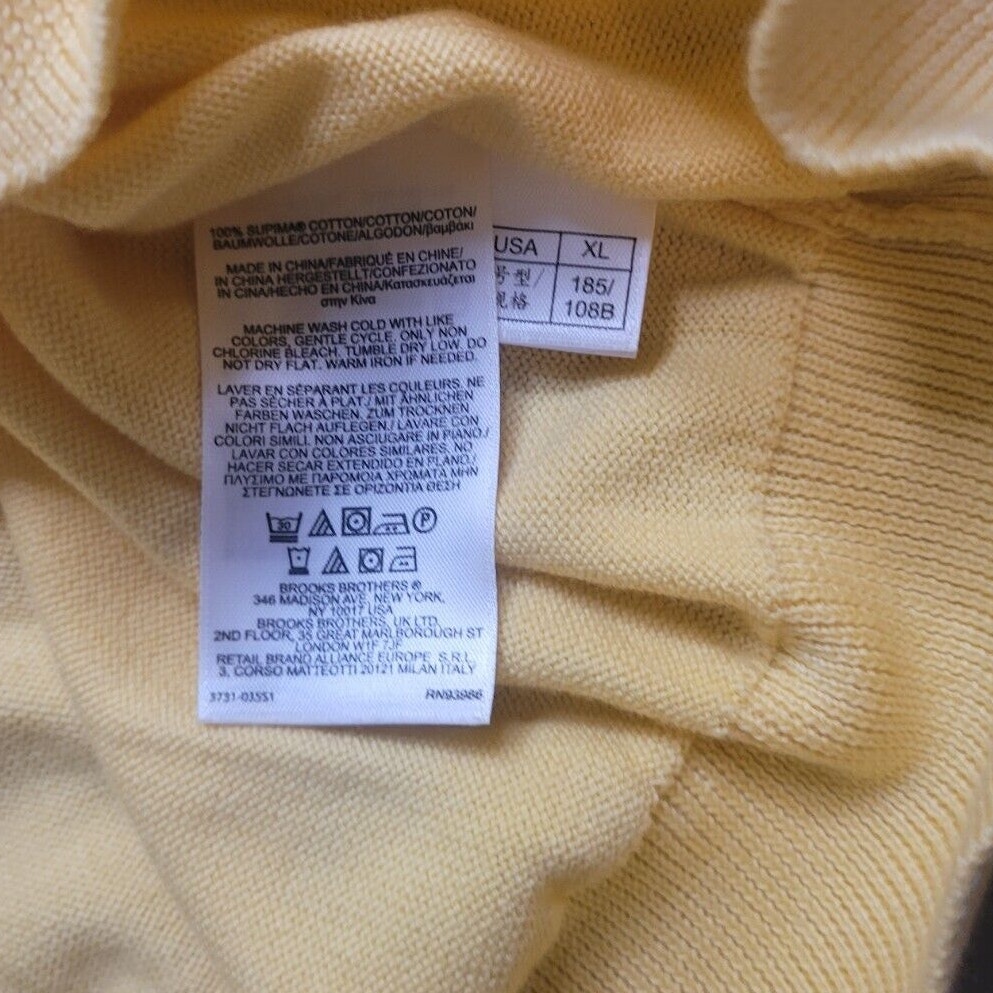 100% SUPIMA® COTTON/COTTON/COTON/
BAUMWOLLE/COTONE/ALGODON/βαμβάκι
MADE IN CHINA/FABRIQUÉ EN CHINE/
IN CHINA HERGESTELLT/CONFEZIONATO
IN CINA/HECHO EN CHINA/Κατασκευάζεται
στην Κίνα
MACHINE WASH COLD WITH LIKE
COLORS, GENTLE CYCLE. ONLY NON
CHLORINE BLEACH. TUMBLE DRY LOW. DO
NOT DRY FLAT. WARM IRON IF NEEDED.
LAVER EN SÉPARANT LES COULEURS. NE
PAS SÉCHER À PLAT./ MIT ÄHNLICHEN
FARBEN WASCHEN. ZUM TROCKNEN
NICHT FLACH AUFLEGEN./ LAVARE CON
COLORI SIMILI. NON ASCIUGARE IN PIANO./
LAVAR CON COLORES SIMILARES. NO
HACER SECAR EXTENDIDO EN PLANO./
ΠΛΥΣΙΜΟ ΜΕ ΠΑΡΟΜΟΙΑ ΧΡΩΜΑΤΑ ΜΗΝ
ΣΤΕΓΝΩΝΕΤΕ ΣΕ ΟΡΙΖΟΝΤΙΑ ΘΕΣΗ
30 P
BROOKS BROTHERS ®
346 MADISON AVE. NEW YORK,
NY 10017 USA
BROOKS BROTHERS, UK LTD.
2ND FLOOR, 35 GREAT MARLBOROUGH ST
LONDON W1F 7JF
RETAIL BRAND ALLIANCE EUROPE, S.R.L.
3, CORSO MATTEOTTI 20121 MILAN ITALY
3731-03551 RN93966
USA XL
号型/ 185/
规格 108B